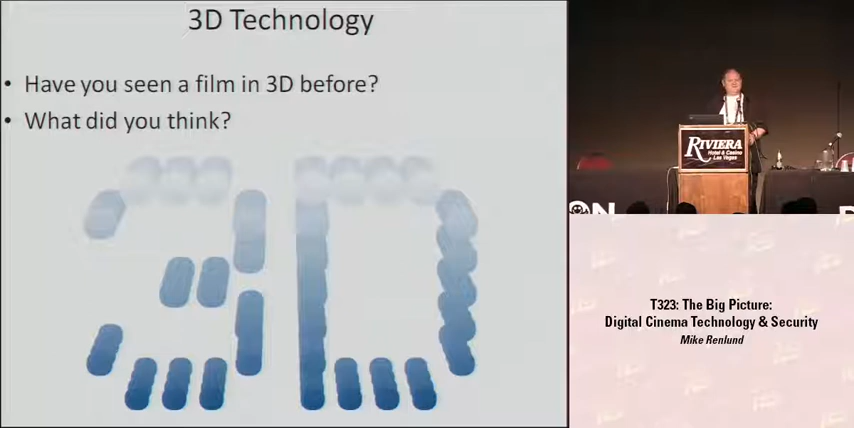 3D Technology
• Have you seen a film in 3D before?
• What did you think?
3D
RIVIERA
Hotel & Casino
Las Vegas
T323: The Big Picture:
Digital Cinema Technology & Security
Mike Renlund